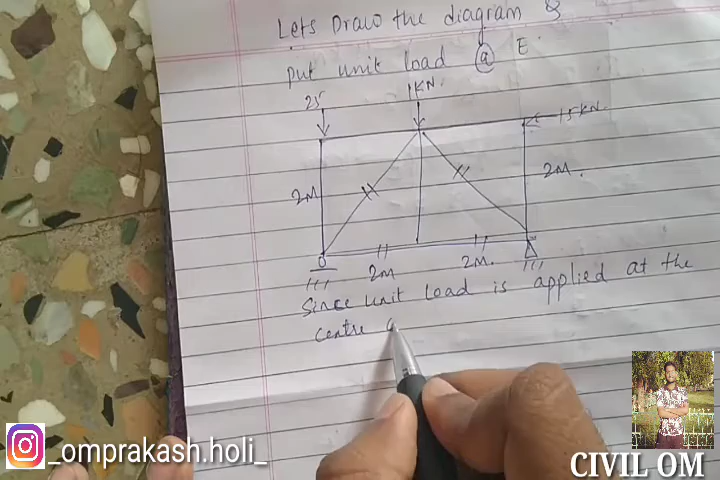 Lets Draw the diagram &
put unit load @ E.
25
1KN.
15KN.
2M
2M.
2M
2M.
Since unit load is applied at the
centre
_omprakash.holi_
CIVIL OM